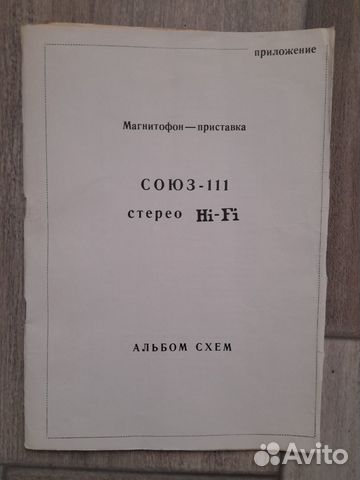 приложение
Магнитофон—приставка
СОЮЗ-111
стерео Hi-Fi
АЛЬБОМ СХЕМ
Avito